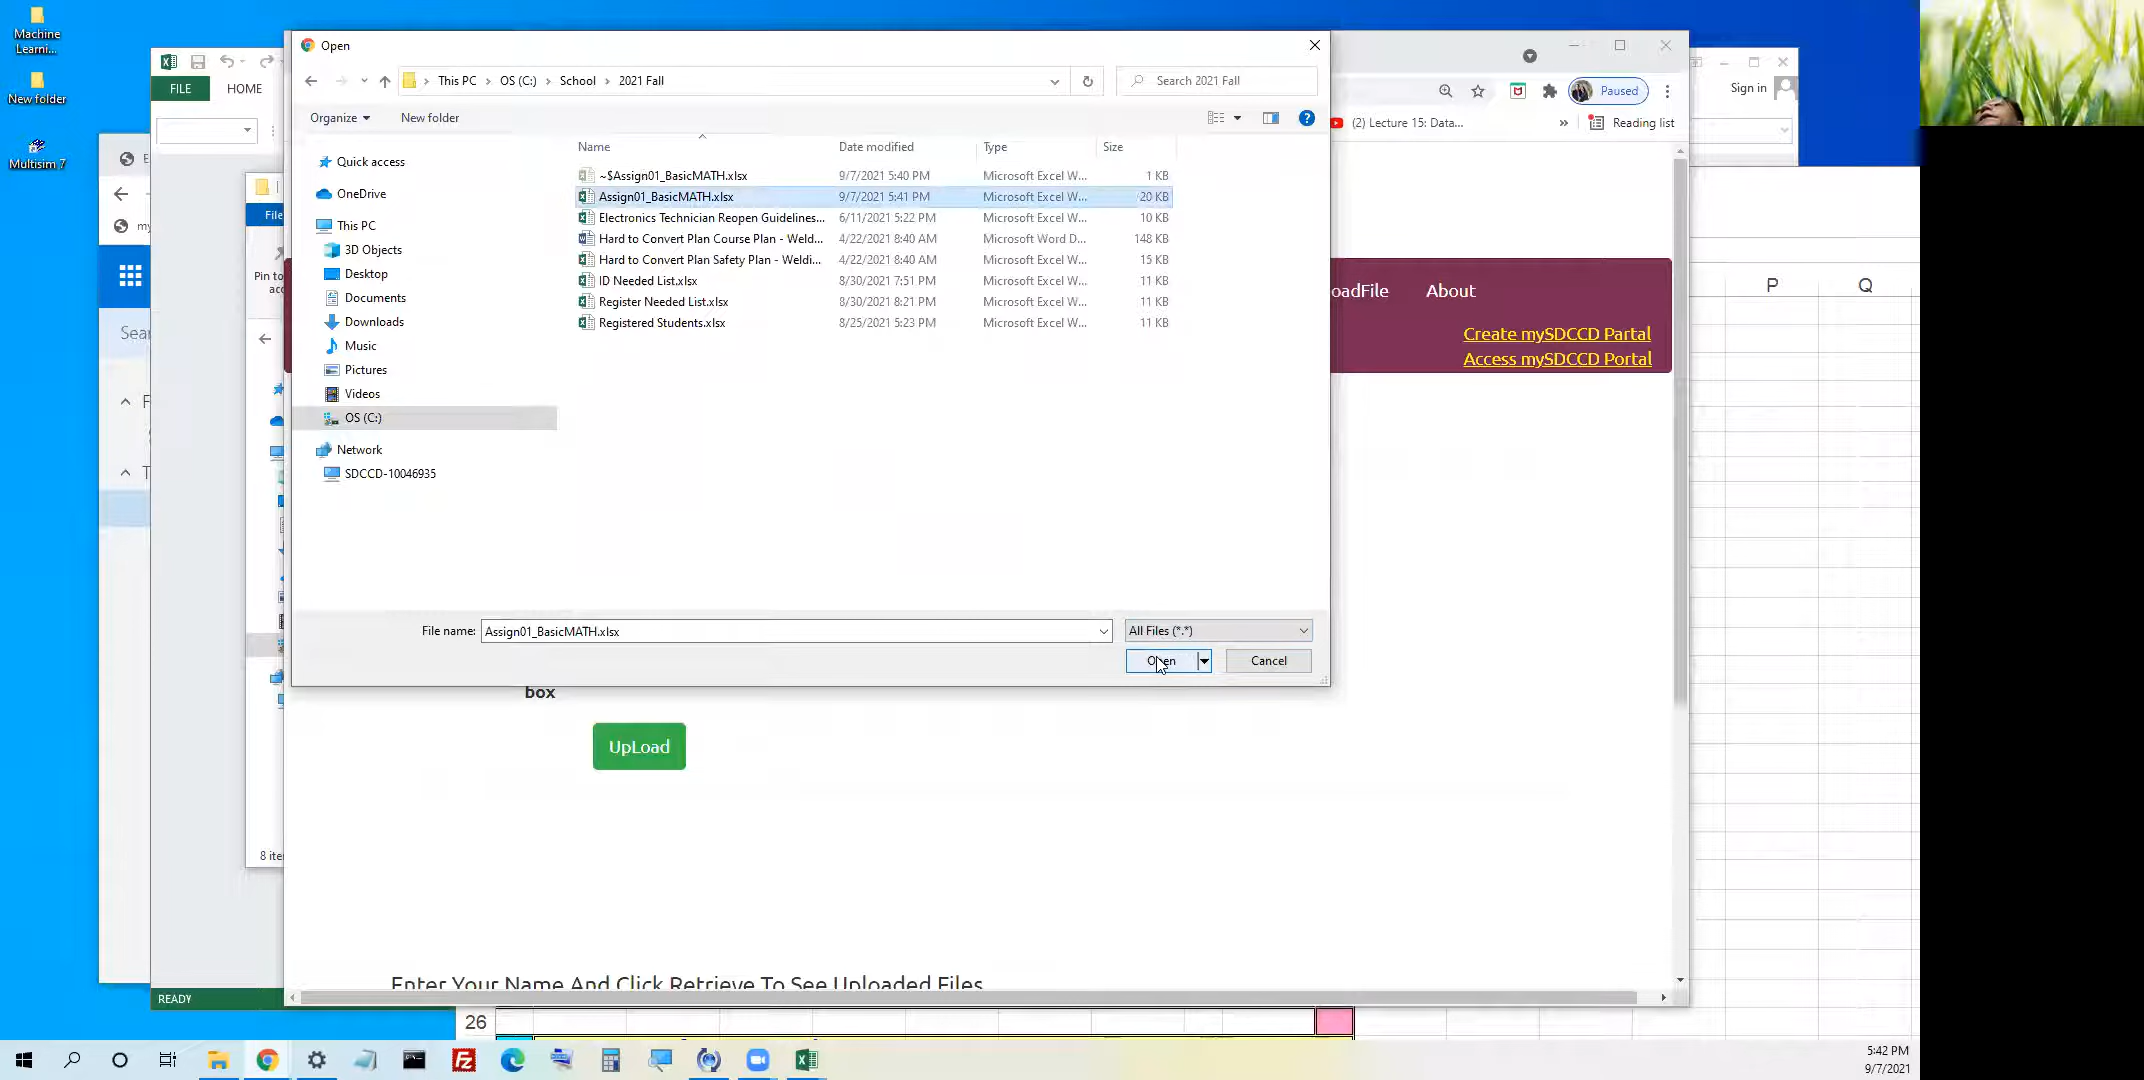 Machine
Learni...
New folder
Multisim 7
FILE
HOME
Open
This PC
OS (C:)
School
2021 Fall
Search 2021 Fall
Organize
New folder
Name
Date modified
Type
Size
~$Assign01_BasicMATH.xlsx
9/7/2021 5:40 PM
Microsoft Excel W...
1 KB
Assign01_BasicMATH.xlsx
9/7/2021 5:41 PM
Microsoft Excel W...
20 KB
Electronics Technician Reopen Guidelines...
6/11/2021 5:22 PM
Microsoft Excel W...
10 KB
Hard to Convert Plan Course Plan - Weld...
4/22/2021 8:40 AM
Microsoft Word D...
148 KB
Hard to Convert Plan Safety Plan - Weldi...
4/22/2021 8:40 AM
Microsoft Excel W...
15 KB
ID Needed List.xlsx
8/30/2021 7:51 PM
Microsoft Excel W...
11 KB
Register Needed List.xlsx
8/30/2021 8:21 PM
Microsoft Excel W...
11 KB
Registered Students.xlsx
8/25/2021 5:23 PM
Microsoft Excel W...
11 KB
Quick access
OneDrive
This PC
3D Objects
Desktop
Documents
Downloads
Music
Pictures
Videos
OS (C:)
Network
SDCCD-10046935
File name:
Assign01_BasicMATH.xlsx
All Files (*.*)
Open
Cancel
Paused
Sign in
(2) Lecture 15: Data...
»
Reading list
oadFile
About
Create mySDCCD Partal
Access mySDCCD Portal
P
Q
File
Pin to
acc
Sear
my
8 ite
box
UpLoad
Enter Your Name And Click Retrieve To See Uploaded Files
READY
26
5:42 PM
9/7/2021